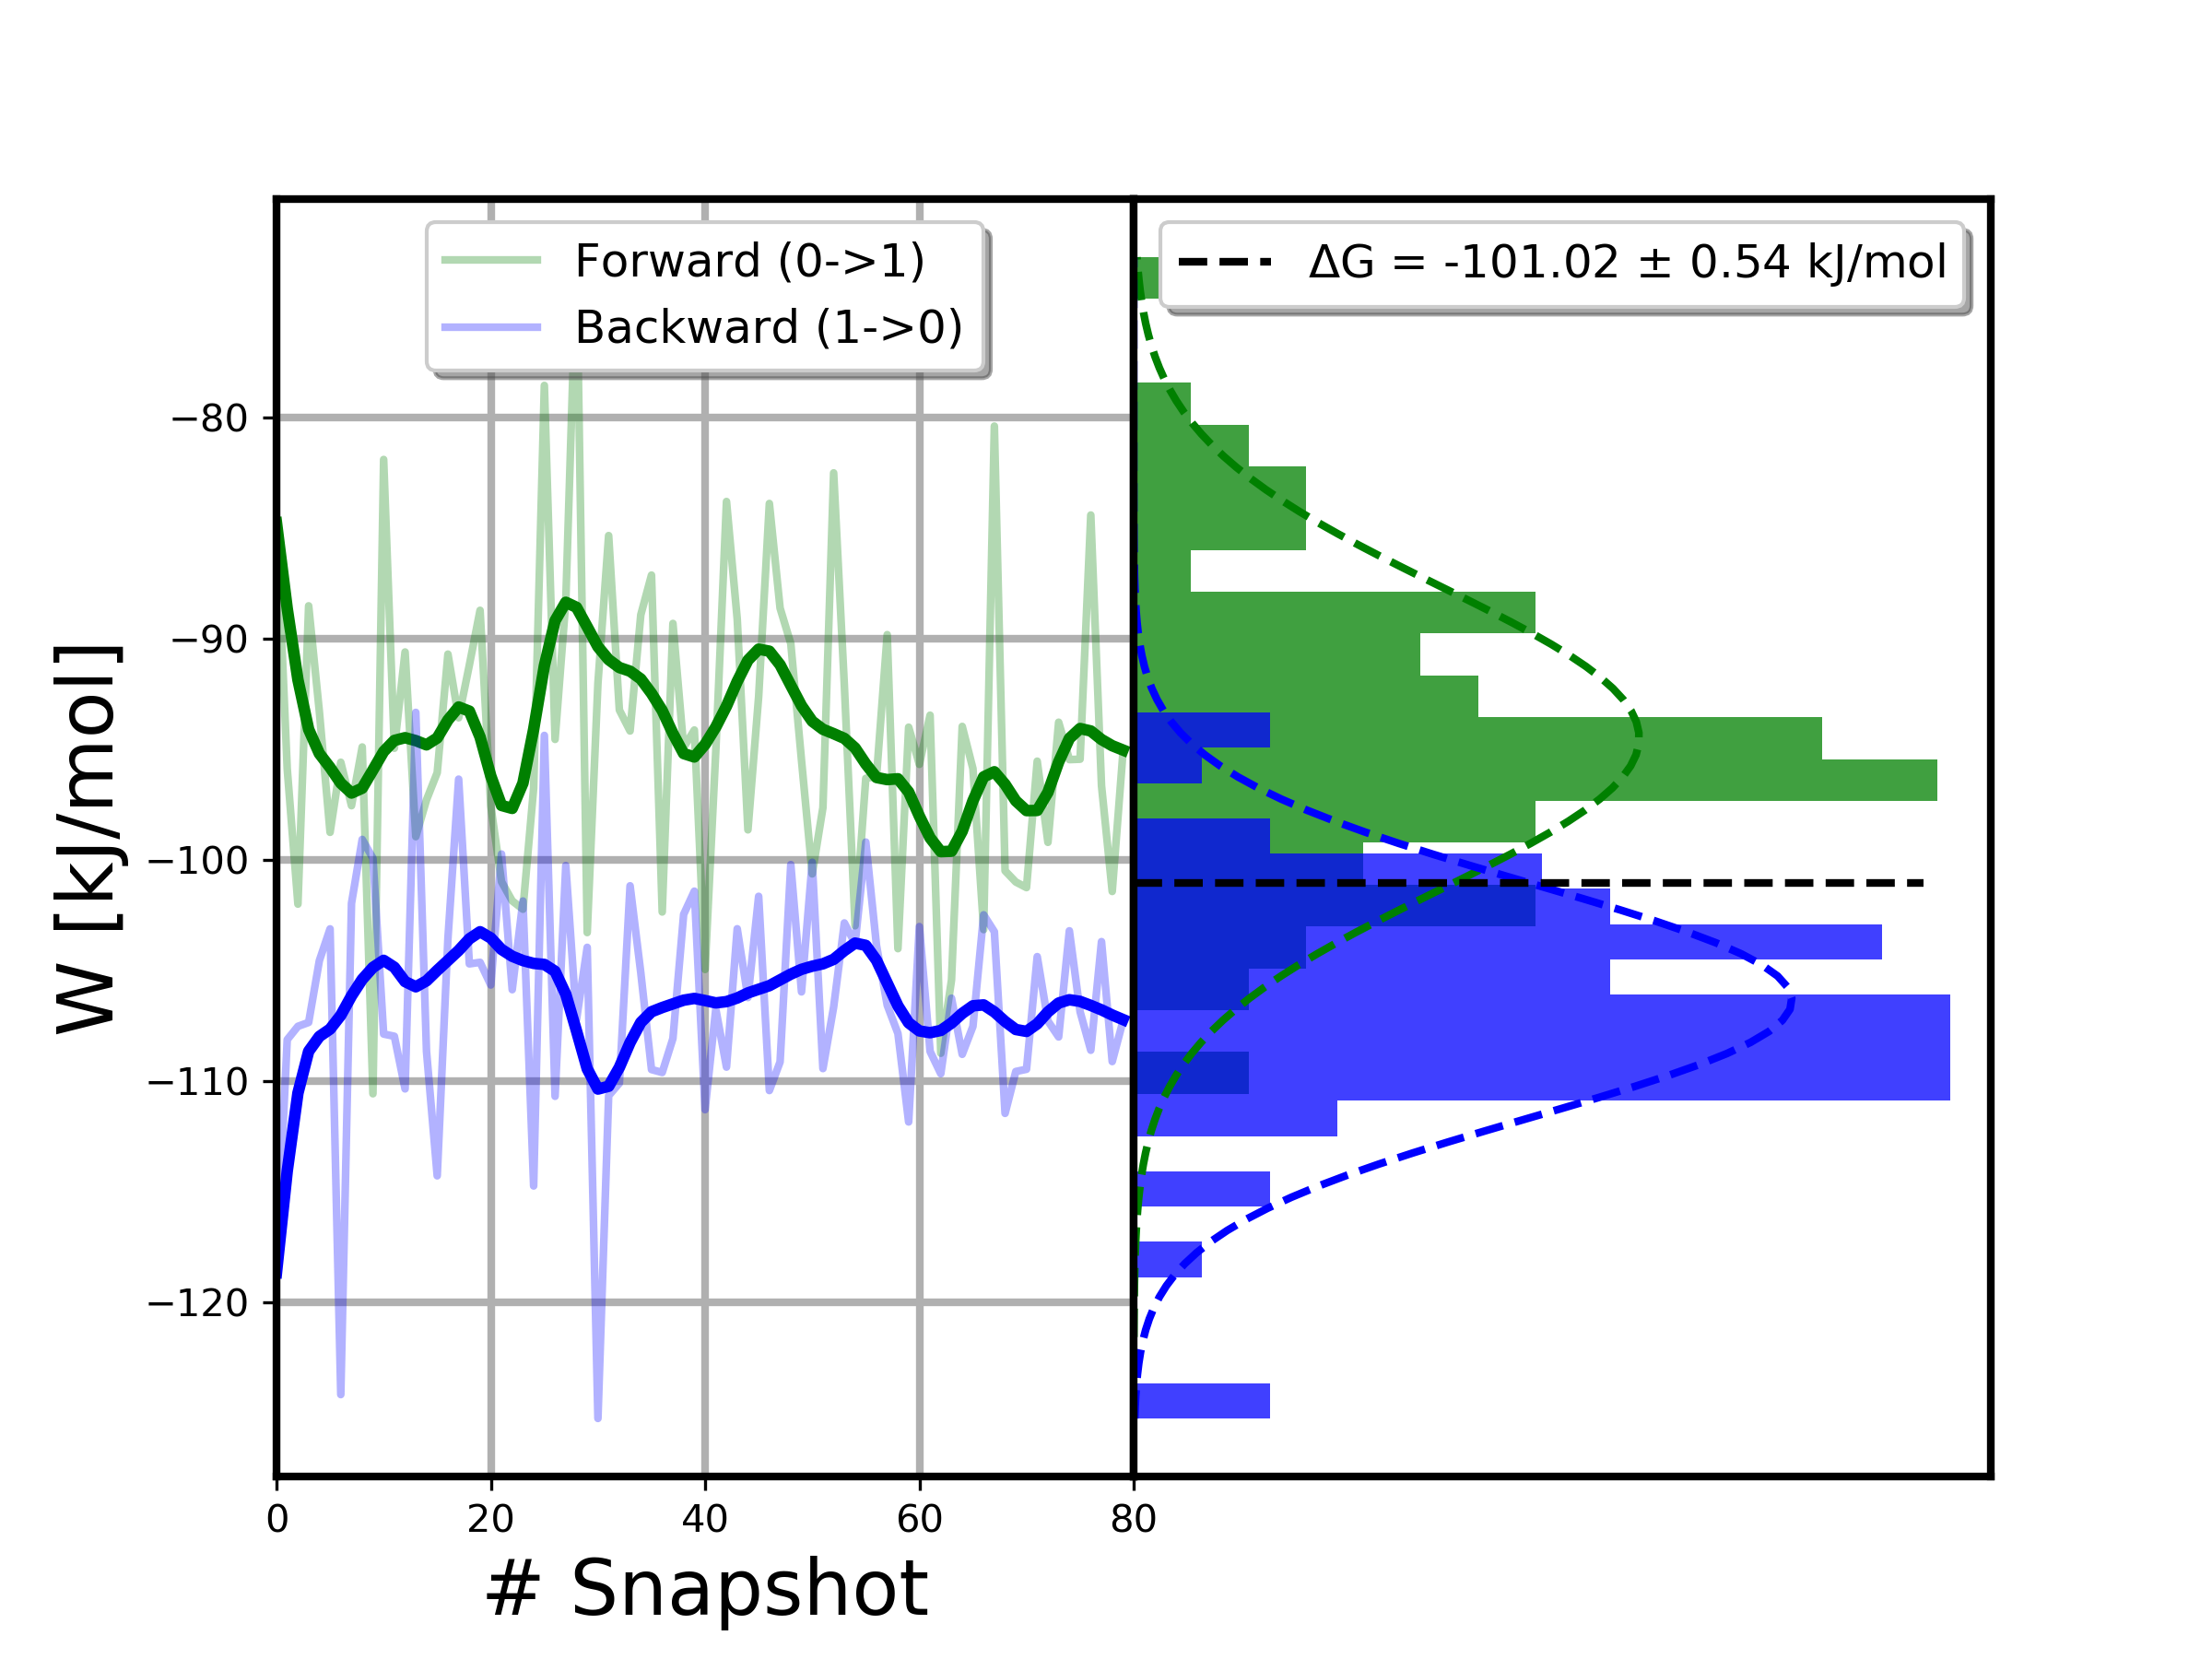 Forward (0->1)
Backward (1->0)
ΔG = -101.02 ± 0.54 kJ/mol
W [kJ/mol]
−80
−90
−100
−110
−120
0 20 40 60 80
# Snapshot